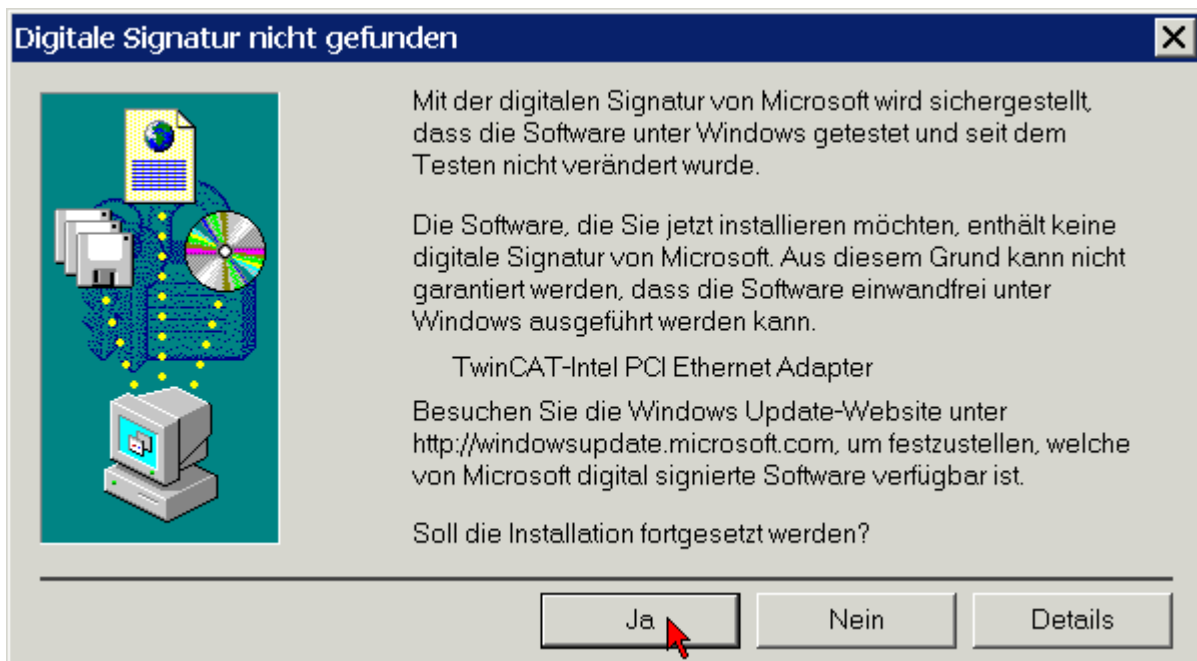 Digitale Signatur nicht gefunden
Mit der digitalen Signatur von Microsoft wird sichergestellt,
dass die Software unter Windows getestet und seit dem
Testen nicht verändert wurde.
Die Software, die Sie jetzt installieren möchten, enthält keine
digitale Signatur von Microsoft. Aus diesem Grund kann nicht
garantiert werden, dass die Software einwandfrei unter
Windows ausgeführt werden kann.
TwinCAT-Intel PCI Ethernet Adapter
Besuchen Sie die Windows Update-Website unter
http://windowsupdate.microsoft.com, um festzustellen, welche
von Microsoft digital signierte Software verfügbar ist.
Soll die Installation fortgesetzt werden?
Ja Nein Details